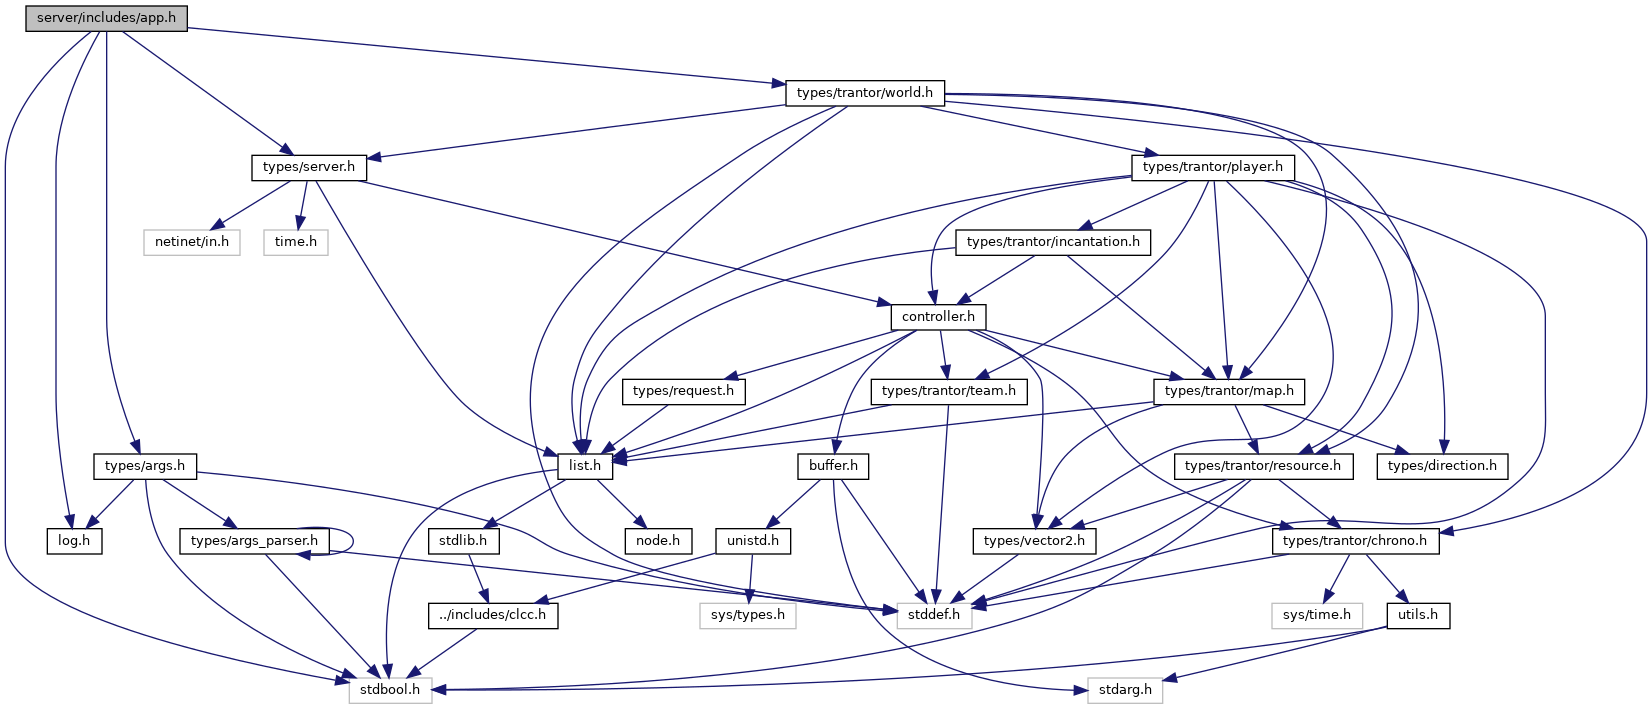 server/includes/app.h
types/trantor/world.h
types/server.h
types/trantor/player.h
netinet/in.h
time.h
types/trantor/incantation.h
controller.h
types/request.h
types/trantor/team.h
types/trantor/map.h
types/args.h
list.h
buffer.h
types/trantor/resource.h
types/direction.h
log.h
types/args_parser.h
stdlib.h
node.h
unistd.h
types/vector2.h
types/trantor/chrono.h
../includes/clcc.h
sys/types.h
stddef.h
sys/time.h
utils.h
stdbool.h
stdarg.h